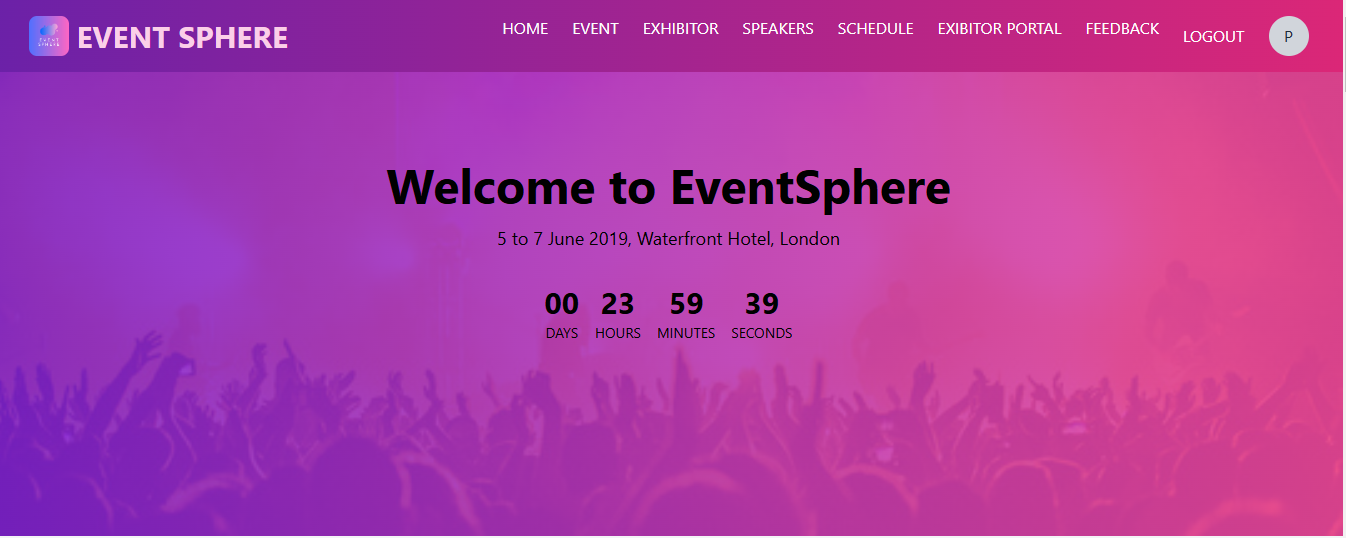 EVENT SPHERE
HOME EVENT EXHIBITOR SPEAKERS SCHEDULE EXIBITOR PORTAL FEEDBACK LOGOUT P
Welcome to EventSphere
5 to 7 June 2019, Waterfront Hotel, London
00 23 59 39
DAYS HOURS MINUTES SECONDS